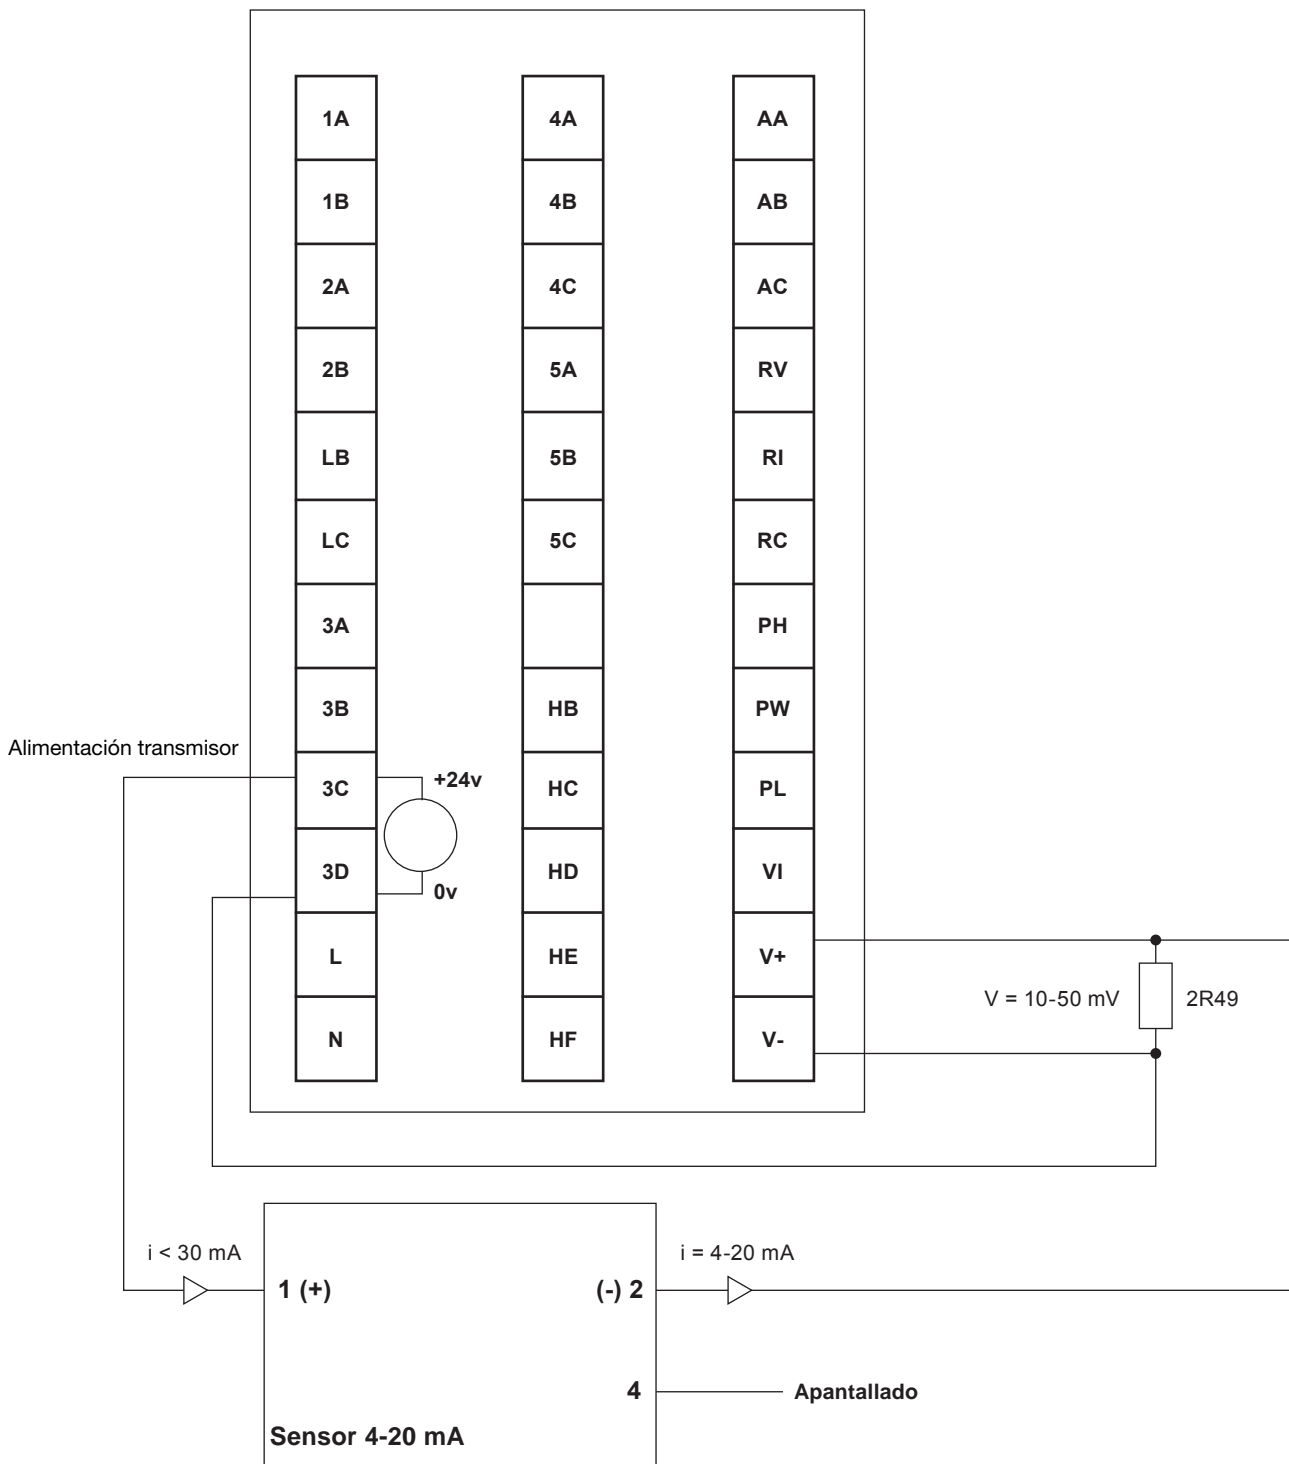 1A
1B
2A
2B
LB
LC
3A
3B
3C
3D
L
N
4A
4B
4C
5A
5B
5C
HB
HC
HD
HE
HF
AA
AB
AC
RV
RI
RC
PH
PW
PL
VI
V+
V-
Alimentación transmisor
+24v
0v
V = 10-50 mV
2R49
i < 30 mA
1 (+)
(-) 2
i = 4-20 mA
4
Apantallado
Sensor 4-20 mA